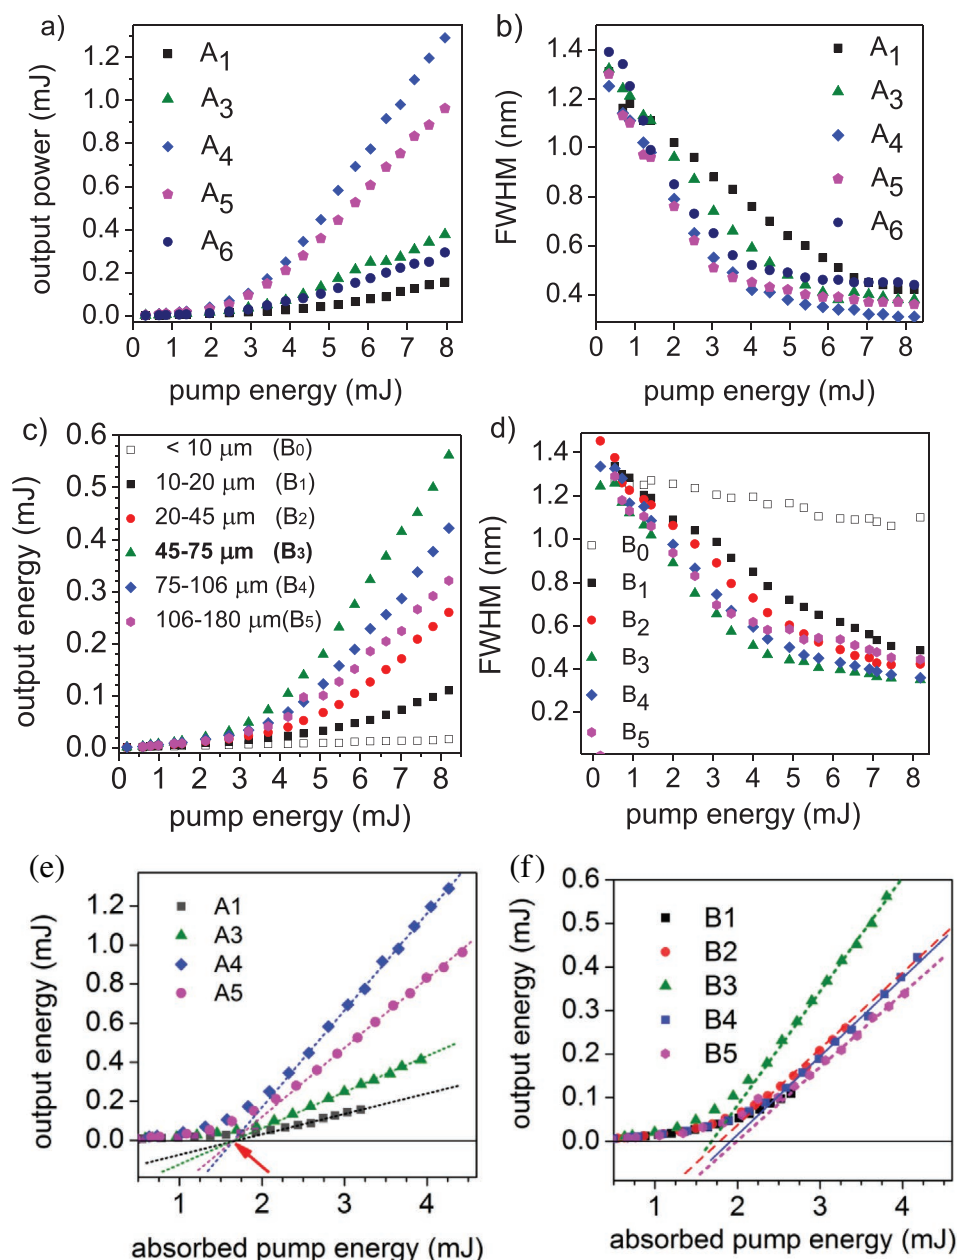 a)
output power (mJ)
1.2
1.0
0.8
0.6
0.4
0.2
0.0
A1
A3
A4
A5
A6
0 1 2 3 4 5 6 7 8
pump energy (mJ)
b)
FWHM (nm)
1.4
1.2
1.0
0.8
0.6
0.4
A1
A3
A4
A5
A6
0 1 2 3 4 5 6 7 8
pump energy (mJ)
c)
output energy (mJ)
0.6
0.5
0.4
0.3
0.2
0.1
0.0
< 10 μm (B0)
10-20 μm (B1)
20-45 μm (B2)
45-75 μm (B3)
75-106 μm (B4)
106-180 μm(B5)
0 1 2 3 4 5 6 7 8
pump energy (mJ)
d)
FWHM (nm)
1.4
1.2
1.0
0.8
0.6
0.4
0.2
B0
B1
B2
B3
B4
B5
0 1 2 3 4 5 6 7 8
pump energy (mJ)
(e)
output energy (mJ)
1.2
1.0
0.8
0.6
0.4
0.2
0.0
A1
A3
A4
A5
1 2 3 4
absorbed pump energy (mJ)
(f)
output energy (mJ)
0.6
0.5
0.4
0.3
0.2
0.1
0.0
B1
B2
B3
B4
B5
1 2 3 4
absorbed pump energy (mJ)